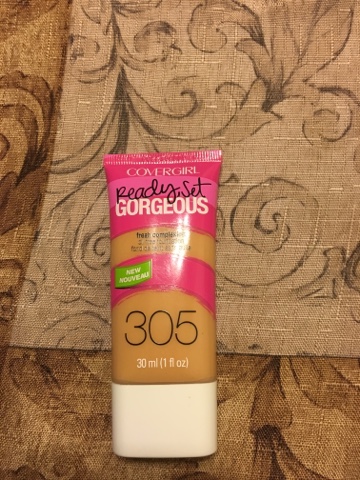 COVERGIRL
Ready, Set
GORGEOUS
fresh complexion
NEW
NOUVEAU
305
30 ml (1 fl oz)